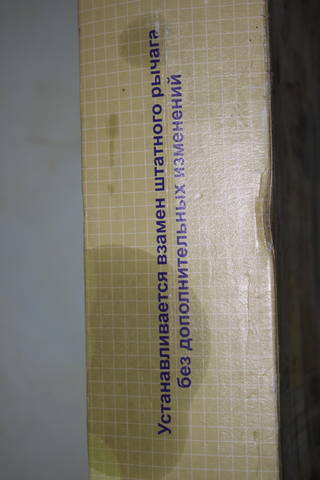 Устанавливается взамен штатного рычага
без дополнительных изменений